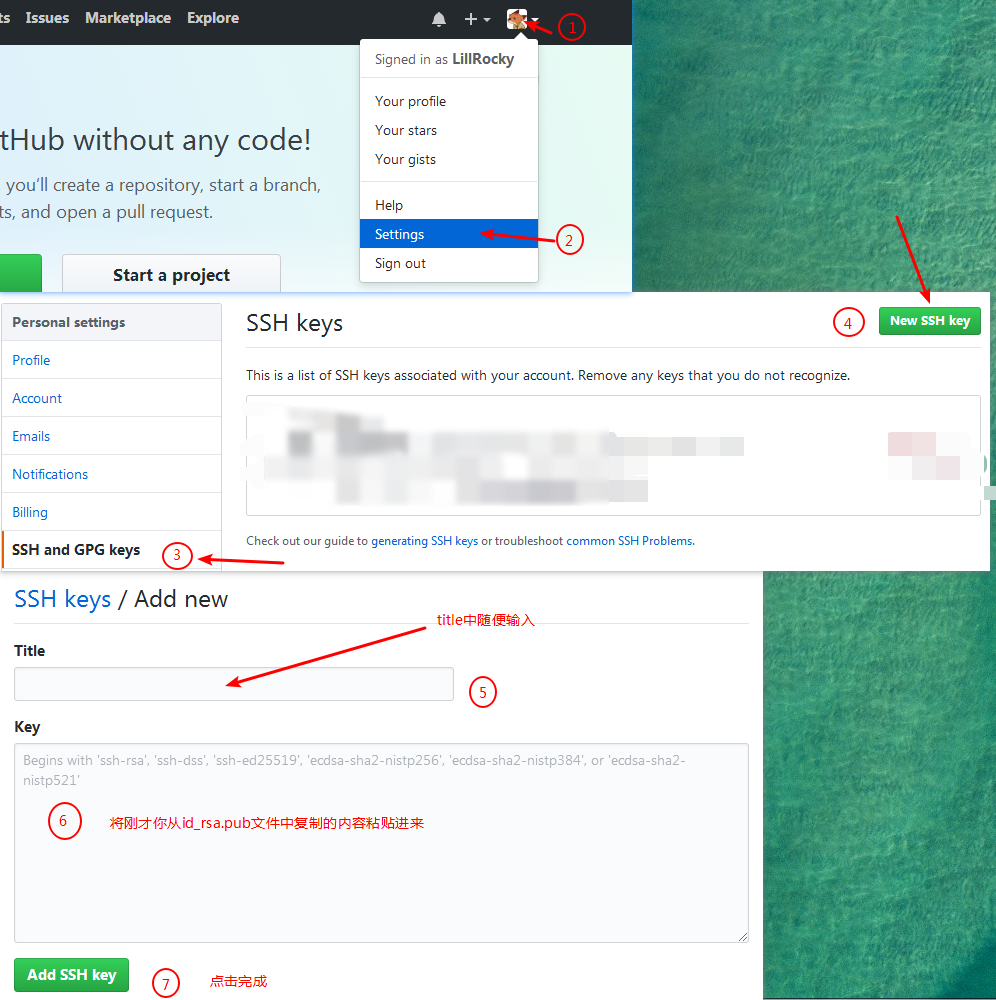 ts Issues Marketplace Explore
1
Signed in as LillRocky
Your profile
Your stars
Your gists
Help
Settings
2
Sign out
tHub without any code!
you'll create a repository, start a branch,
ts, and open a pull request.
Start a project
Personal settings
Profile
Account
Emails
Notifications
Billing
SSH and GPG keys
3
SSH keys
4
New SSH key
This is a list of SSH keys associated with your account. Remove any keys that you do not recognize.
Check out our guide to generating SSH keys or troubleshoot common SSH Problems.
SSH keys / Add new
title中随便输入
Title
5
Key
Begins with 'ssh-rsa', 'ssh-dss', 'ssh-ed25519', 'ecdsa-sha2-nistp256', 'ecdsa-sha2-nistp384', or 'ecdsa-sha2-
nistp521'
6
将刚才你从id_rsa.pub文件中复制的内容粘贴进来
Add SSH key
7
点击完成